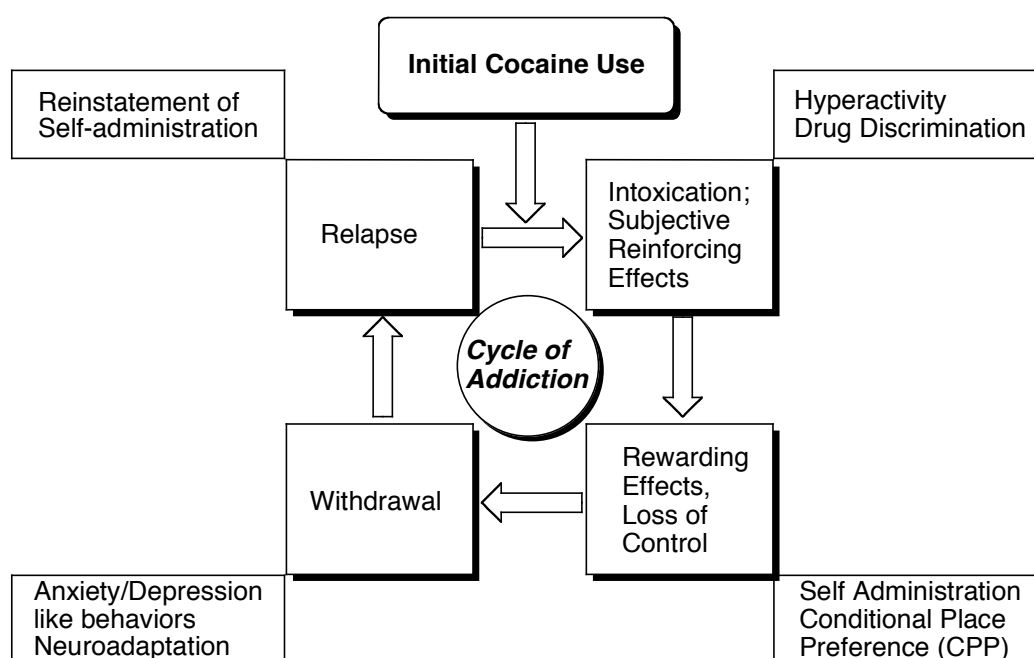 Initial Cocaine Use
Reinstatement of
Self-administration
Hyperactivity
Drug Discrimination
Relapse
Intoxication;
Subjective
Reinforcing
Effects
Cycle of
Addiction
Withdrawal
Rewarding
Effects,
Loss of
Control
Anxiety/Depression
like behaviors
Neuroadaptation
Self Administration
Conditional Place
Preference (CPP)